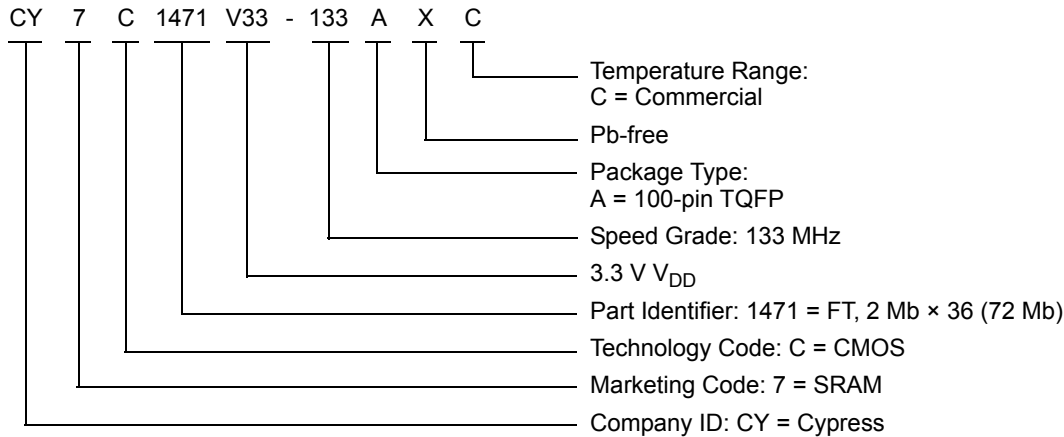 CY 7 C 1471 V33 - 133 A X C
Temperature Range:
C = Commercial
Pb-free
Package Type:
A = 100-pin TQFP
Speed Grade: 133 MHz
3.3 V VDD
Part Identifier: 1471 = FT, 2 Mb × 36 (72 Mb)
Technology Code: C = CMOS
Marketing Code: 7 = SRAM
Company ID: CY = Cypress